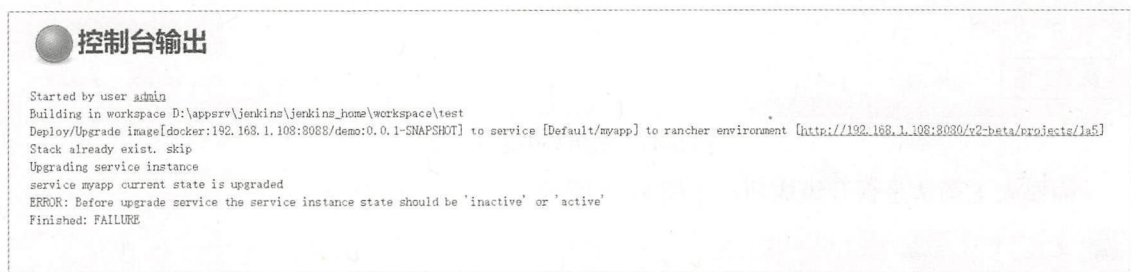 控制台输出
Started by user admin
Building in workspace D:\appsrv\jenkins\jenkins_home\workspace\test
Deploy/Upgrade image[docker:192.168.1.108:8088/demo:0.0.1-SNAPSHOT] to service [Default/myapp] to rancher environment [http://192.168.1.108:8080/v2-beta/projects/1a5]
Stack already exist. skip
Upgrading service instance
service myapp current state is upgraded
ERROR: Before upgrade service the service instance state should be 'inactive' or 'active'
Finished: FAILURE